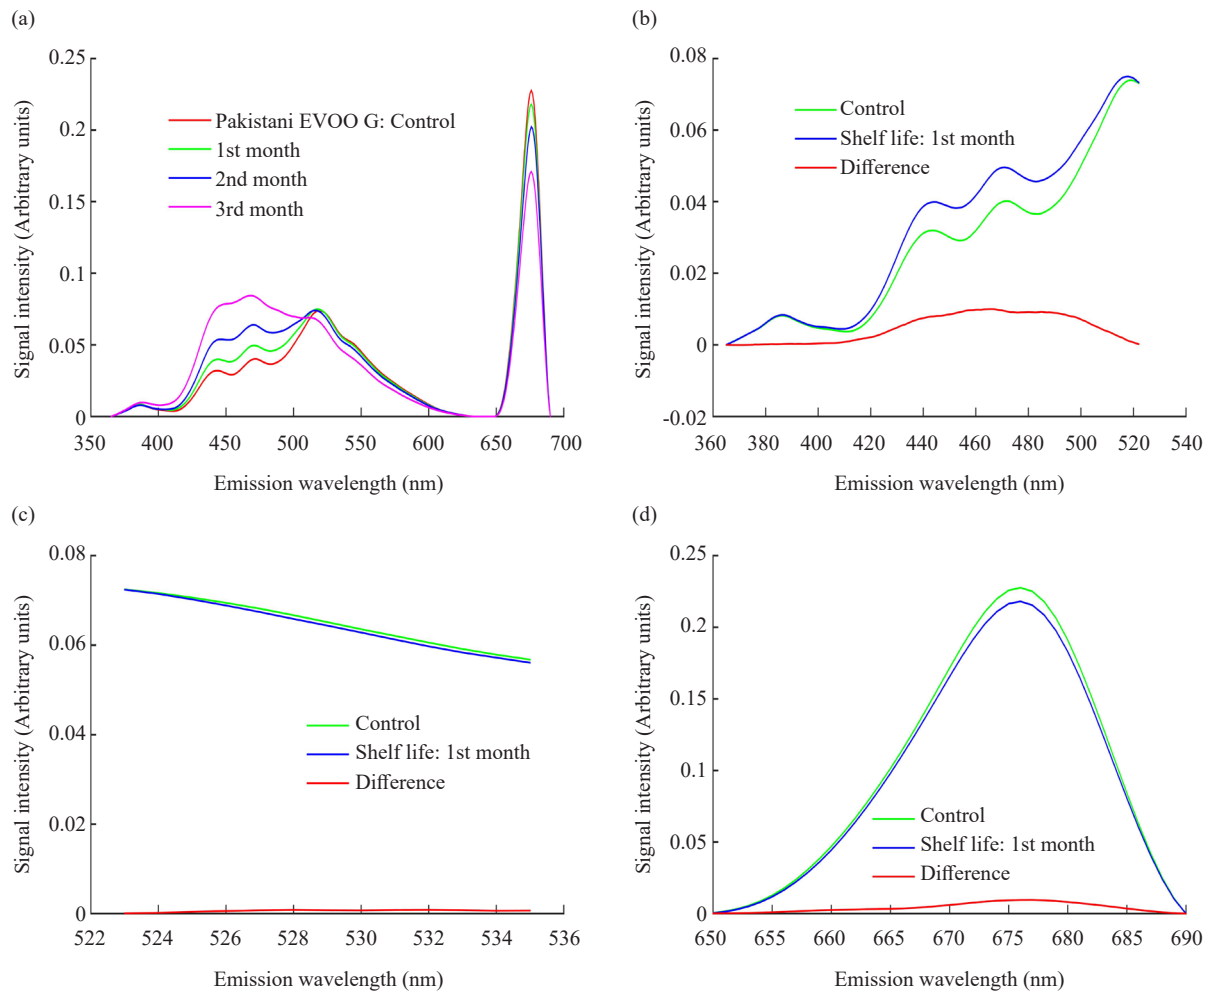 (a)
0.25
0.2
0.15
0.1
0.05
0
350 400 450 500 550 600 650 700
Signal intensity (Arbitrary units)
Emission wavelength (nm)
Pakistani EVOO G: Control
1st month
2nd month
3rd month
(b)
0.08
0.06
0.04
0.02
0
-0.02
360 380 400 420 440 460 480 500 520 540
Signal intensity (Arbitrary units)
Emission wavelength (nm)
Control
Shelf life: 1st month
Difference
(c)
0.08
0.06
0.04
0.02
0
522 524 526 528 530 532 534 536
Signal intensity (Arbitrary units)
Emission wavelength (nm)
Control
Shelf life: 1st month
Difference
(d)
0.25
0.2
0.15
0.1
0.05
0
650 655 660 665 670 675 680 685 690
Signal intensity (Arbitrary units)
Emission wavelength (nm)
Control
Shelf life: 1st month
Difference